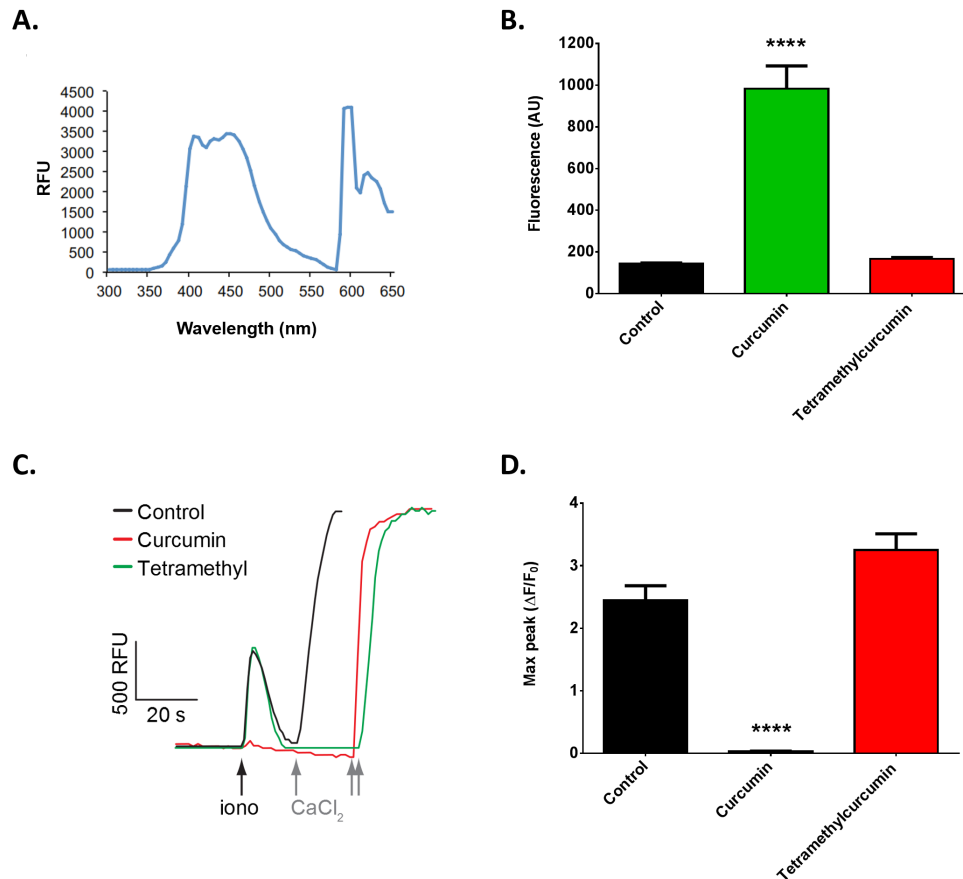 A.
4500
4000
3500
3000
2500
2000
1500
1000
500
0
RFU
300 350 400 450 500 550 600 650
Wavelength (nm)
B.
1200
1000
800
600
400
200
0
Fluorescence (AU)
****
Control
Curcumin
Tetramethylcurcumin
C.
Control
Curcumin
Tetramethyl
500 RFU
20 s
iono
CaCl₂
D.
4
3
2
1
0
Max peak (ΔF/F₀)
****
Control
Curcumin
Tetramethylcurcumin